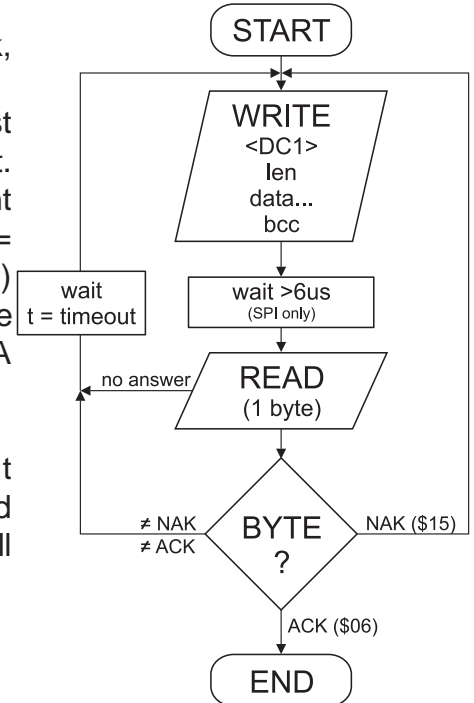 START
WRITE
<DC1>
len
data...
bcc
wait
t = timeout
wait >6us
(SPI only)
no answer
READ
(1 byte)
≠ NAK
≠ ACK
BYTE
?
NAK ($15)
ACK ($06)
END